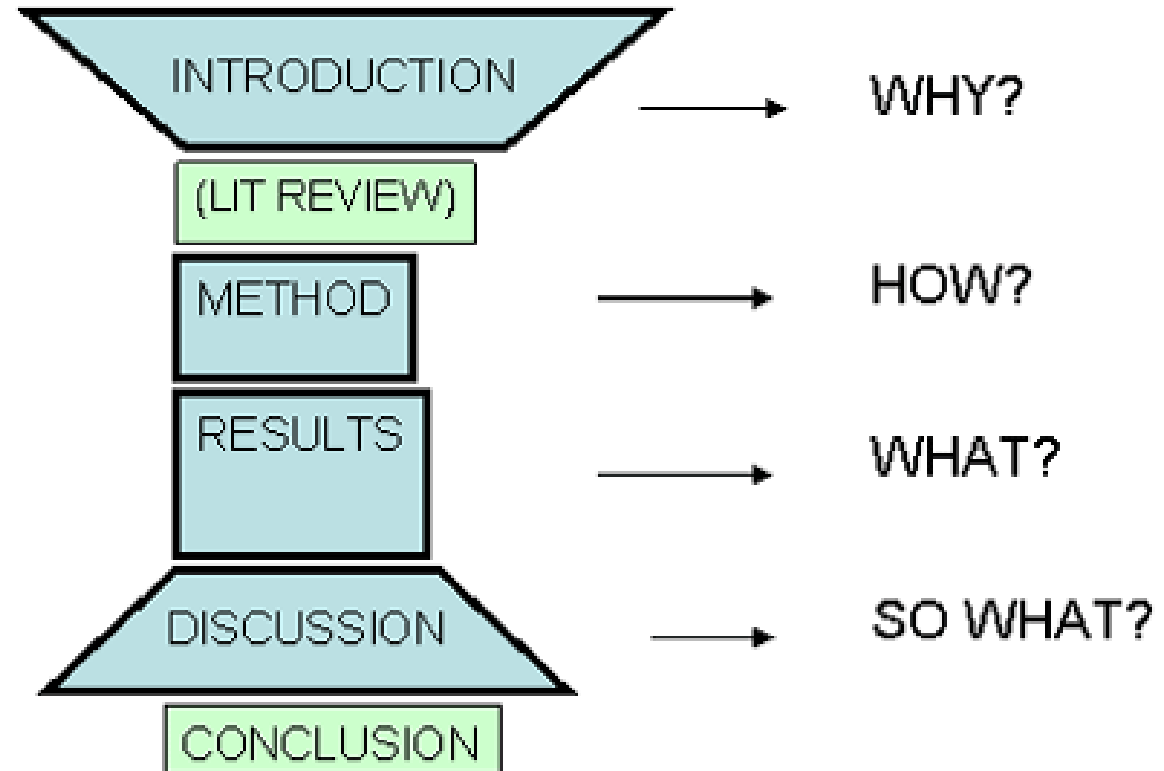 INTRODUCTION
WHY?
(LIT REVIEW)
METHOD
HOW?
RESULTS
WHAT?
DISCUSSION
SO WHAT?
CONCLUSION